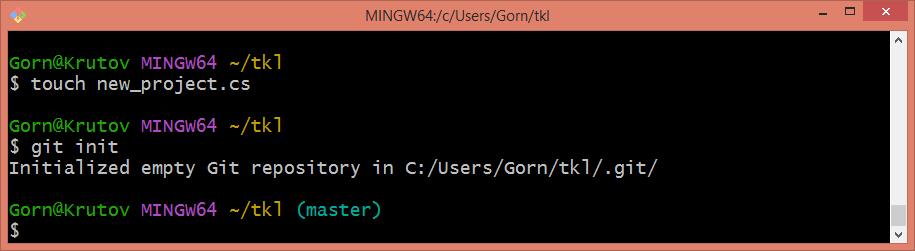 MINGW64:/c/Users/Gorn/tkl
Gorn@Krutov MINGW64 ~/tkl
$ touch new_project.cs
Gorn@Krutov MINGW64 ~/tkl
$ git init
Initialized empty Git repository in C:/Users/Gorn/tkl/.git/
Gorn@Krutov MINGW64 ~/tkl (master)
$